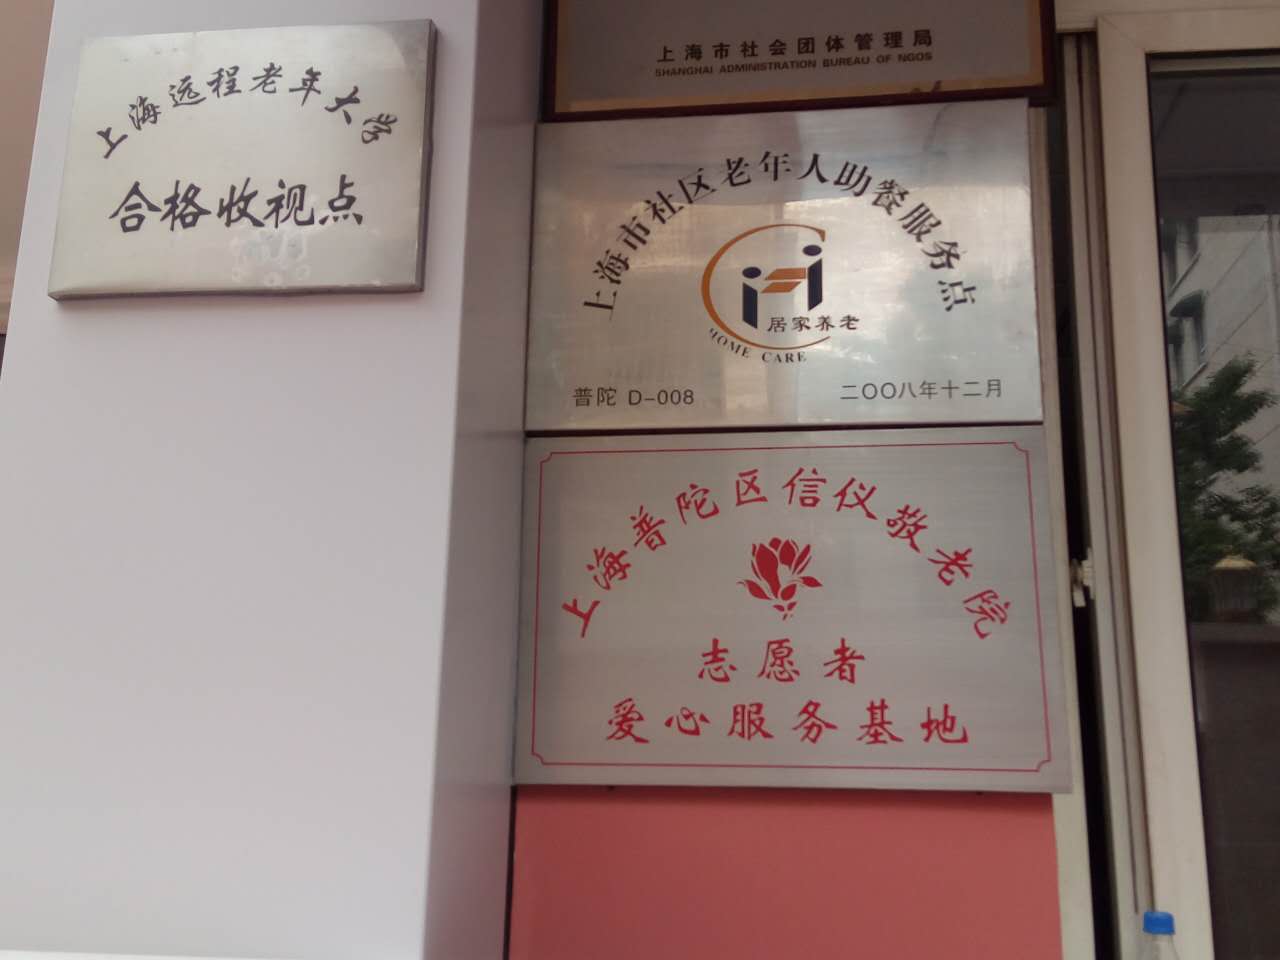 上海远程老年大学
合格收视点
上海市社会团体管理局
SHANGHAI ADMINISTRATION BUREAU OF NGOS
上海市社区老年人助餐服务点
居家养老
HOME CARE
普陀 D-008
二〇〇八年十二月
上海普陀区信仪敬老院
志愿者
爱心服务基地